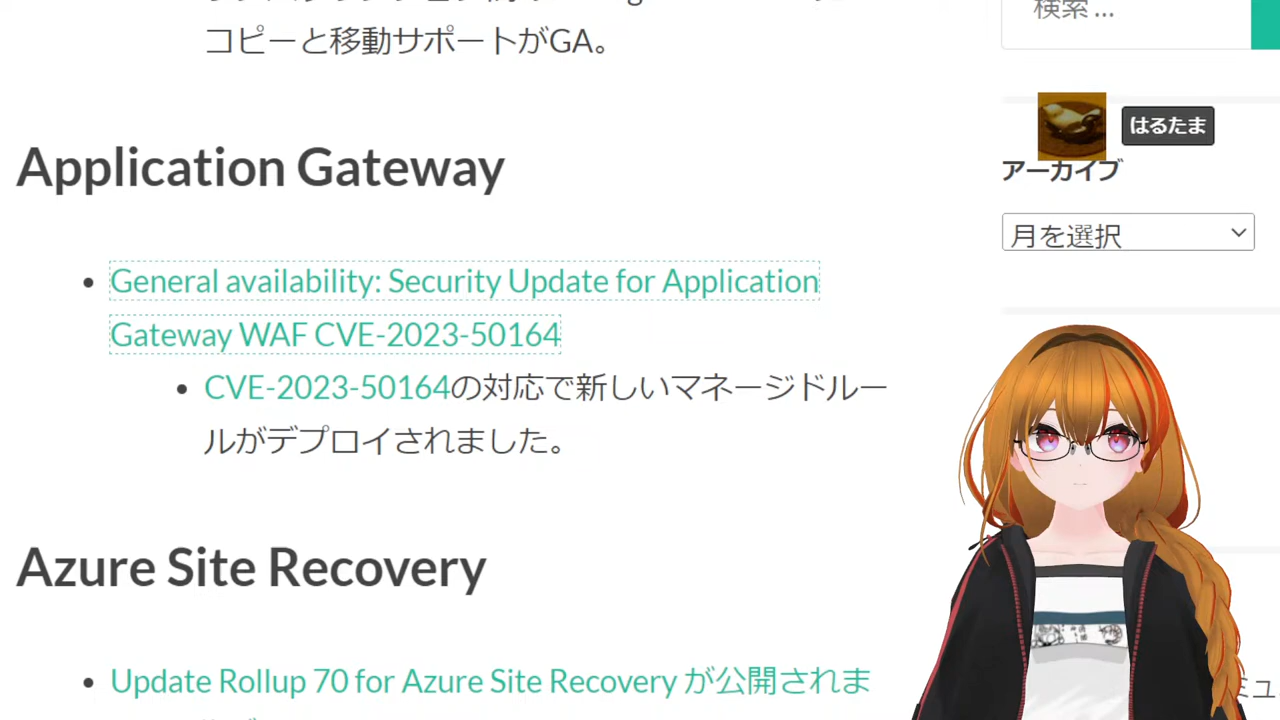 コピーと移動サポートがGA。
Application Gateway
General availability: Security Update for Application
Gateway WAF CVE-2023-50164
CVE-2023-50164の対応で新しいマネージドルー
ルがデプロイされました。
Azure Site Recovery
Update Rollup 70 for Azure Site Recovery が公開されま
検索 ...
はるたま
アーカイブ
月を選択
ミュ